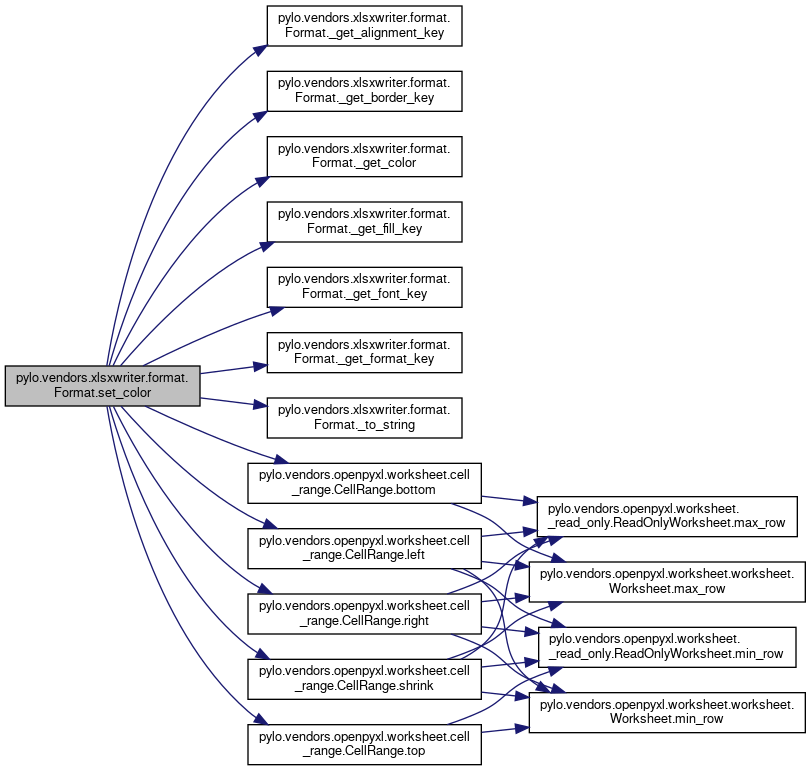 pylo.vendors.xlsxwriter.format.
Format._get_alignment_key
pylo.vendors.xlsxwriter.format.
Format._get_border_key
pylo.vendors.xlsxwriter.format.
Format._get_color
pylo.vendors.xlsxwriter.format.
Format._get_fill_key
pylo.vendors.xlsxwriter.format.
Format._get_font_key
pylo.vendors.xlsxwriter.format.
Format._get_format_key
pylo.vendors.xlsxwriter.format.
Format.set_color
pylo.vendors.xlsxwriter.format.
Format._to_string
pylo.vendors.openpyxl.worksheet.cell
_range.CellRange.bottom
pylo.vendors.openpyxl.worksheet.cell
_range.CellRange.left
pylo.vendors.openpyxl.worksheet.cell
_range.CellRange.right
pylo.vendors.openpyxl.worksheet.cell
_range.CellRange.shrink
pylo.vendors.openpyxl.worksheet.cell
_range.CellRange.top
pylo.vendors.openpyxl.worksheet.
_read_only.ReadOnlyWorksheet.max_row
pylo.vendors.openpyxl.worksheet.worksheet.
Worksheet.max_row
pylo.vendors.openpyxl.worksheet.
_read_only.ReadOnlyWorksheet.min_row
pylo.vendors.openpyxl.worksheet.worksheet.
Worksheet.min_row